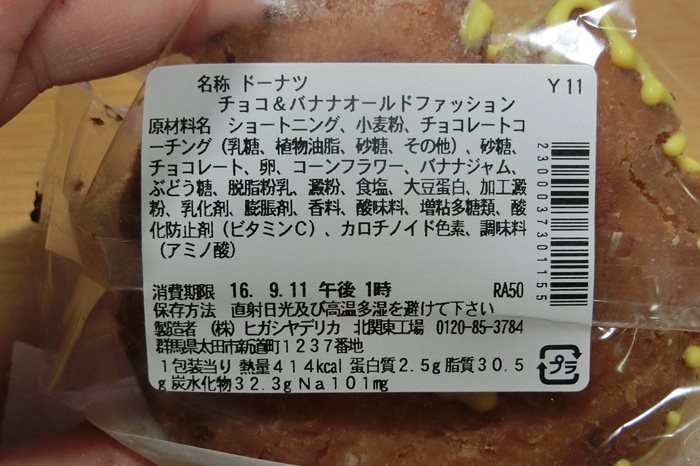 名称 ドーナツ
Y11
チョコ＆バナナオールドファッション
原材料名 ショートニング、小麦粉、チョコレートコ
ーチング（乳糖、植物油脂、砂糖、その他）、砂糖、
チョコレート、卵、コーンフラワー、バナナジャム、
ぶどう糖、脱脂粉乳、澱粉、食塩、大豆蛋白、加工澱
粉、乳化剤、膨脹剤、香料、酸味料、増粘多糖類、酸
化防止剤（ビタミンＣ）、カロチノイド色素、調味料
（アミノ酸）
2300037301155
消費期限 16. 9.11 午後 1時 RA50
保存方法 直射日光及び高温多湿を避けて下さい
製造者 （株）ヒガシヤデリカ 北関東工場 0120-85-3784
群馬県太田市新道町1237番地
1包装当り 熱量414kcal 蛋白質2.5g 脂質30.5
g 炭水化物32.3g Na101mg
プラ